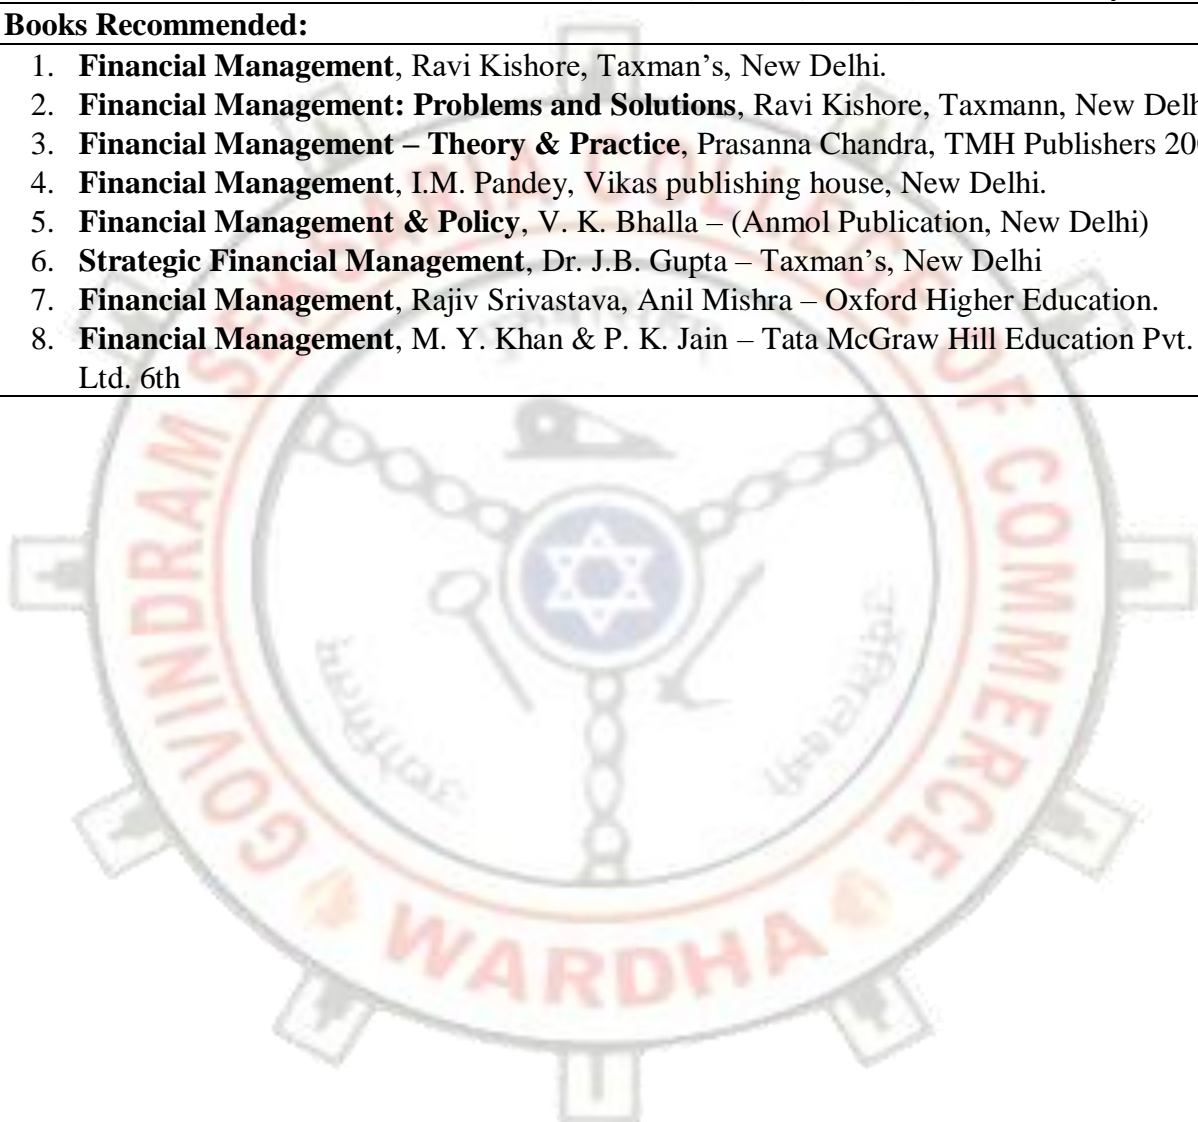 Books Recommended:
1. Financial Management, Ravi Kishore, Taxman’s, New Delhi.
2. Financial Management: Problems and Solutions, Ravi Kishore, Taxmann, New
3. Financial Management – Theory & Practice, Prasanna Chandra, TMH Publishers
4. Financial Management, I.M. Pandey, Vikas publishing house, New Delhi.
5. Financial Management & Policy, V. K. Bhalla – (Anmol Publication, New Delhi)
6. Strategic Financial Management, Dr. J.B. Gupta – Taxman’s, New Delhi
7. Financial Management, Rajiv Srivastava, Anil Mishra – Oxford Higher Education.
8. Financial Management, M. Y. Khan & P. K. Jain – Tata McGraw Hill Education Pvt.
Ltd. 6th
GOVINDRAM SEKSARIA COLLEGE OF COMMERCE
WARDHA